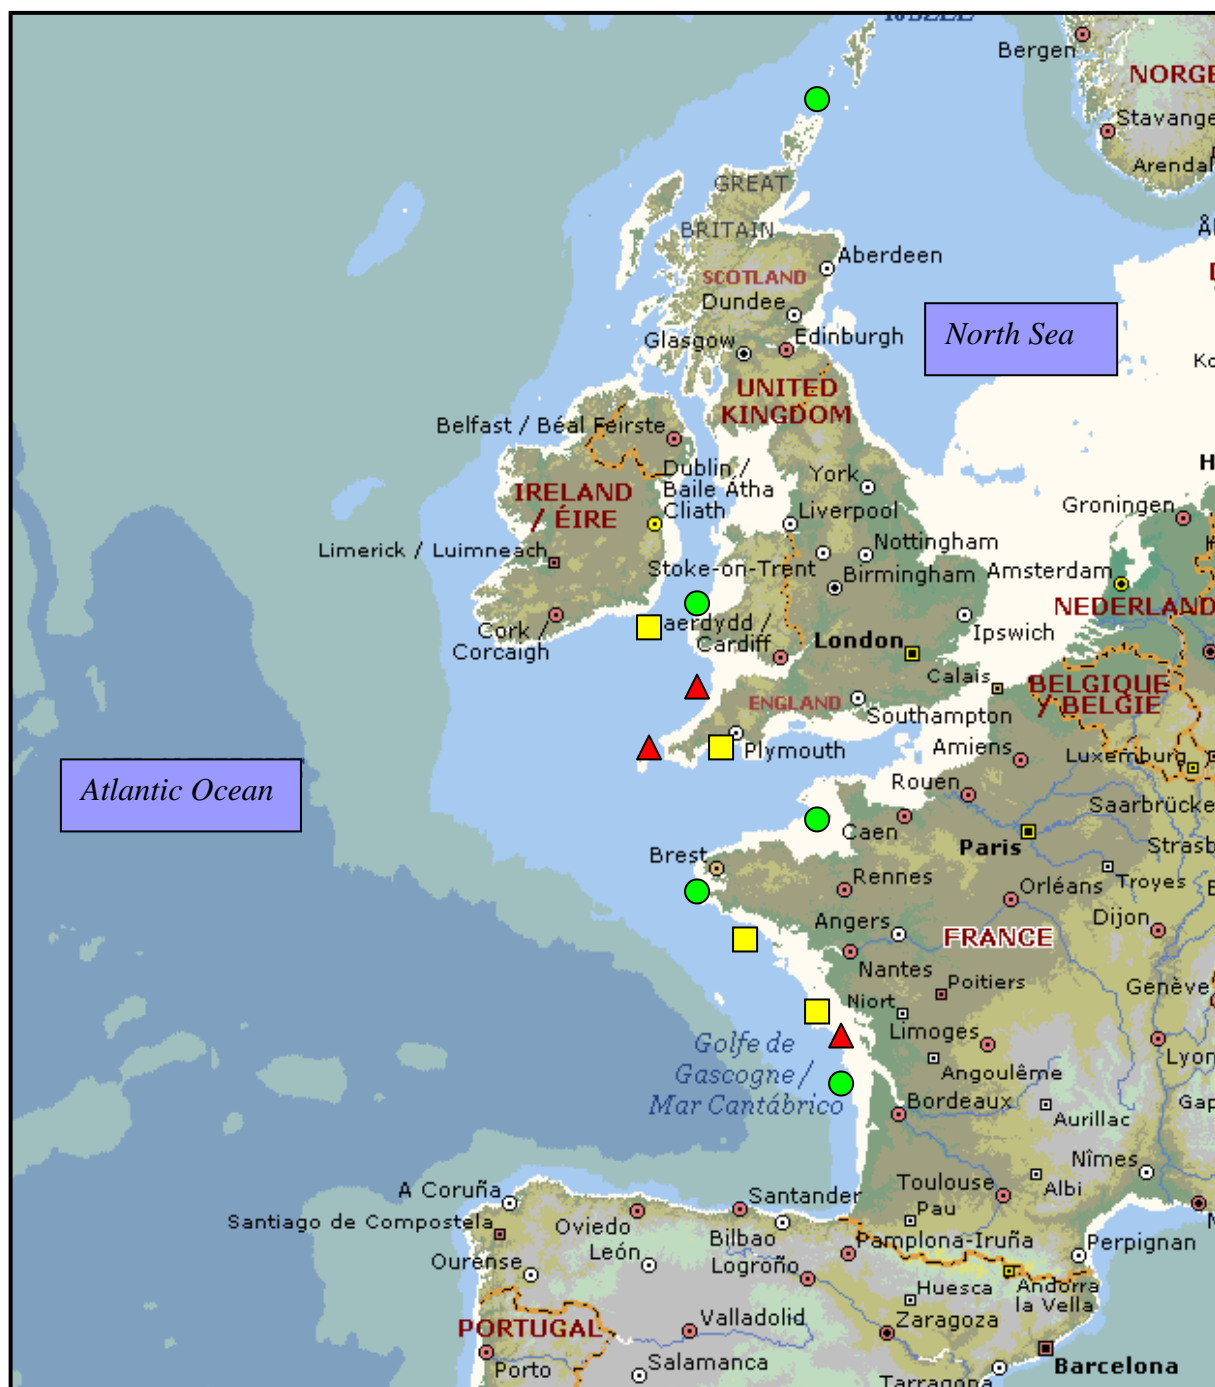 Bergen
NORGE
Stavange
Arendal
GREAT
BRITAIN
Aberdeen
SCOTLAND
Dundee
North Sea
Glasgow
Edinburgh
UNITED
KINGDOM
Belfast / Béal Feirste
Dublin /
Baile Átha
Cliath
York
IRELAND
/ ÉIRE
Liverpool
Groningen
Limerick / Luimneach
Nottingham
Stoke-on-Trent
Birmingham
Amsterdam
NEDERLAND
Cork /
Corcaigh
aerdydd /
Cardiff
London
Ipswich
Calais
BELGIQUE
/ BELGIE
ENGLAND
Southampton
Plymouth
Amiens
Luxemburg
Atlantic Ocean
Rouen
Saarbrücke
Caen
Paris
Strasb
Brest
Rennes
Troyes
Orléans
Angers
Dijon
FRANCE
Nantes
Poitiers
Genève
Niort
Limoges
Golfe de
Gascogne /
Mar Cantábrico
Lyon
Angoulême
Bordeaux
Aurillac
Gap
Nîmes
A Coruña
Santander
Toulouse
Albi
Santiago de Compostela
Oviedo
Bilbao
Pau
Pamplona-Iruña
Perpignan
León
Ourense
Logroño
Huesca
Andorra
la Vella
PORTUGAL
Valladolid
Zaragoza
Porto
Salamanca
Barcelona
Tarragona